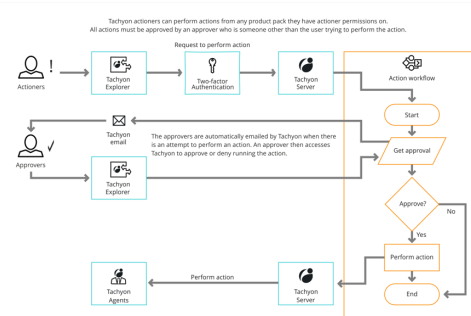 Tachyon actioners can perform actions from any product pack they have actioner permissions on.
All actions must be approved by an approver who is someone other than the user trying to perform the action.
Request to perform action
Actioners
Tachyon
Explorer
Two-factor
Authentication
Tachyon
Server
Action workflow
Start
Tachyon
email
The approvers are automatically emailed by Tachyon when there
is an attempt to perform an action. An approver then accesses
Tachyon to approve or deny running the action.
Get approval
Approvers
Tachyon
Explorer
Approve?
No
Yes
Perform action
Tachyon
Agents
Perform action
Tachyon
Server
End